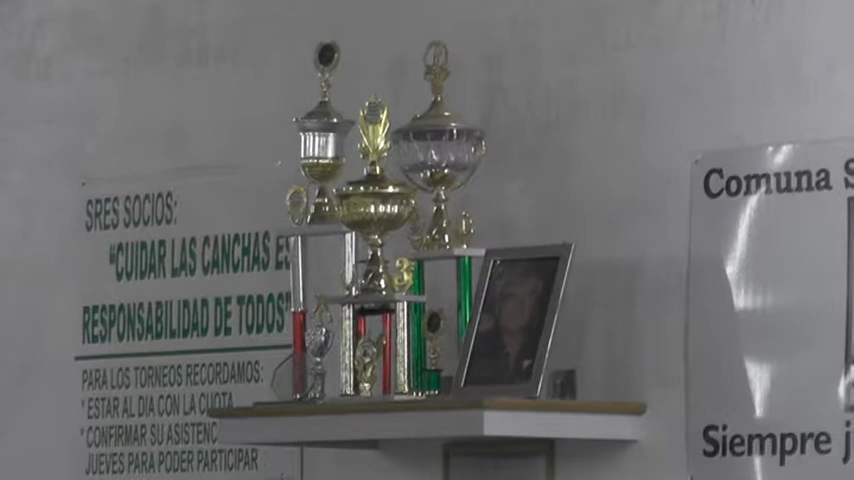 SRES SOCIOS:
"CUIDAR LAS CANCHAS ES
RESPONSABILIDAD DE TODOS"
PARA LOS TORNEOS RECORDAMOS:
* ESTAR AL DIA CON LA CUOTA
* CONFIRMAR SU ASISTENC
JUEVES PARA PODER PARTICIPAR
3
Comuna S
Siempre j